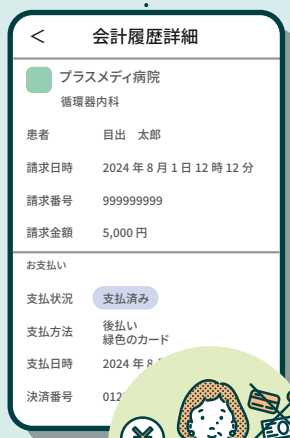 < 会計履歴詳細
プラスメディ病院
循環器内科
患者 目出 太郎
請求日時 2024 年 8 月 1 日 12 時 12 分
請求番号 999999999
請求金額 5,000 円
お支払い
支払状況 支払済み
支払方法 後払い
緑色のカード
支払日時 2024 年 8
決済番号 012
¥